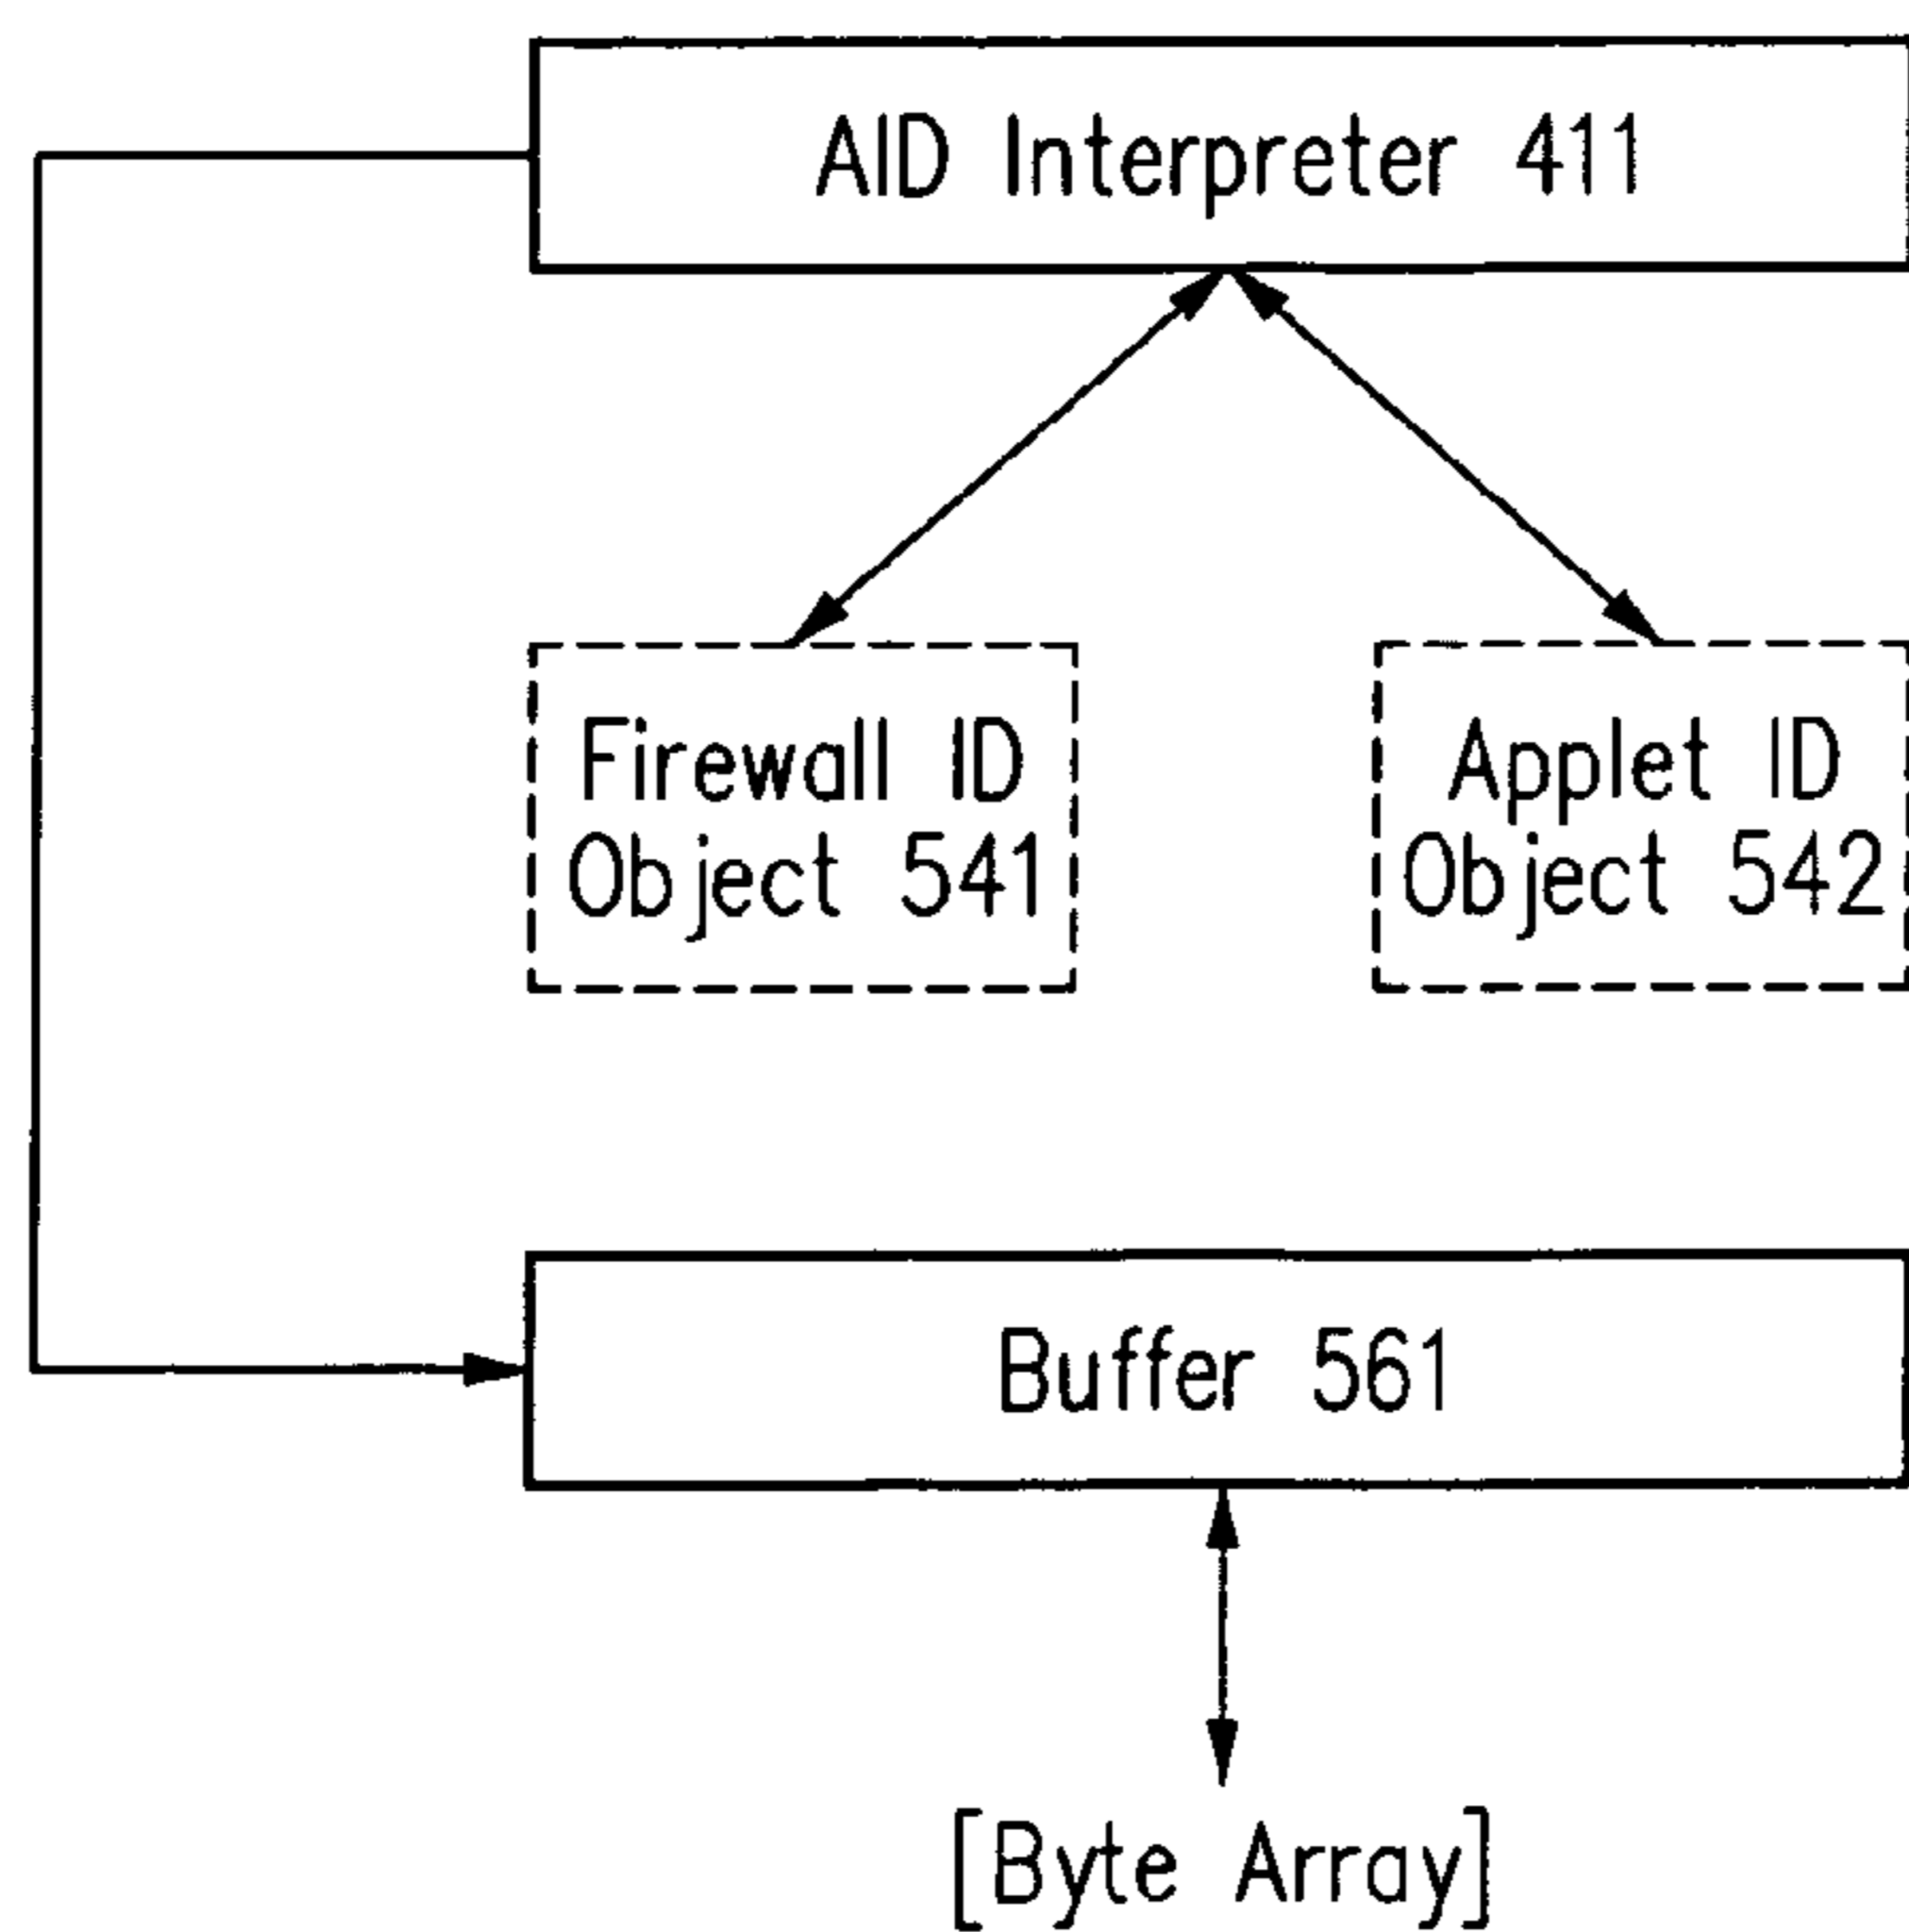 AID Interpreter 411
Firewall ID
Object 541
Applet ID
Object 542
Buffer 561
[Byte Array]